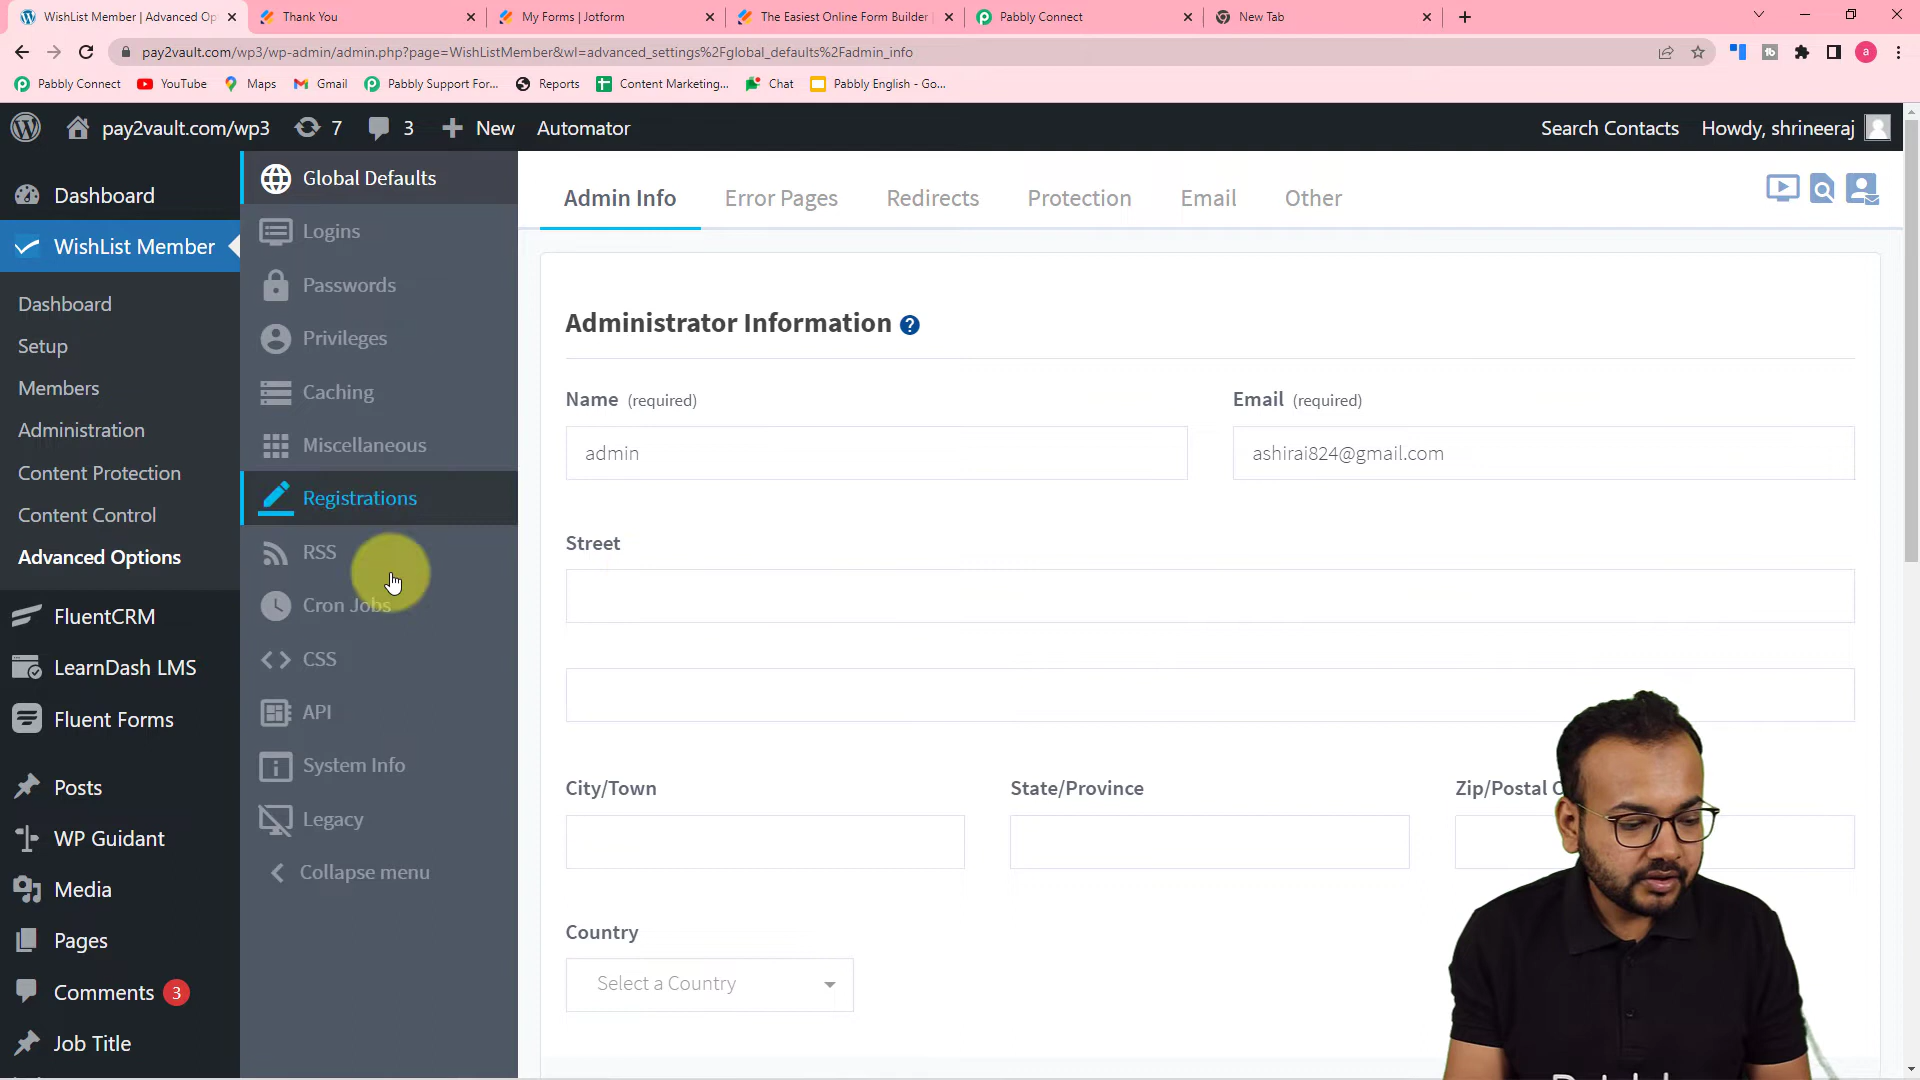 WishList Member | Advanced Op
Thank You
My Forms | Jotform
The Easiest Online Form Builder
Pabbly Connect
New Tab
pay2vault.com/wp3/wp-admin/admin.php?page=WishListMember&wl=advanced_settings%2Fglobal_defaults%2Fadmin_info
a
Pabbly Connect
YouTube
Maps
Gmail
Pabbly Support For...
Reports
Content Marketing...
Chat
Pabbly English - Go...
pay2vault.com/wp3
7
3
New
Automator
Search Contacts
Howdy, shrineeraj
Dashboard
WishList Member
Dashboard
Setup
Members
Administration
Content Protection
Content Control
Advanced Options
FluentCRM
LearnDash LMS
Fluent Forms
Posts
WP Guidant
Media
Pages
Comments 3
Job Title
Global Defaults
Logins
Passwords
Privileges
Caching
Miscellaneous
Registrations
RSS
Cron Jobs
CSS
API
System Info
Legacy
Collapse menu
Admin Info
Error Pages
Redirects
Protection
Email
Other
Administrator Information ?
Name (required)
Email (required)
admin
ashirai824@gmail.com
Street
City/Town
State/Province
Zip/Postal C
Country
Select a Country